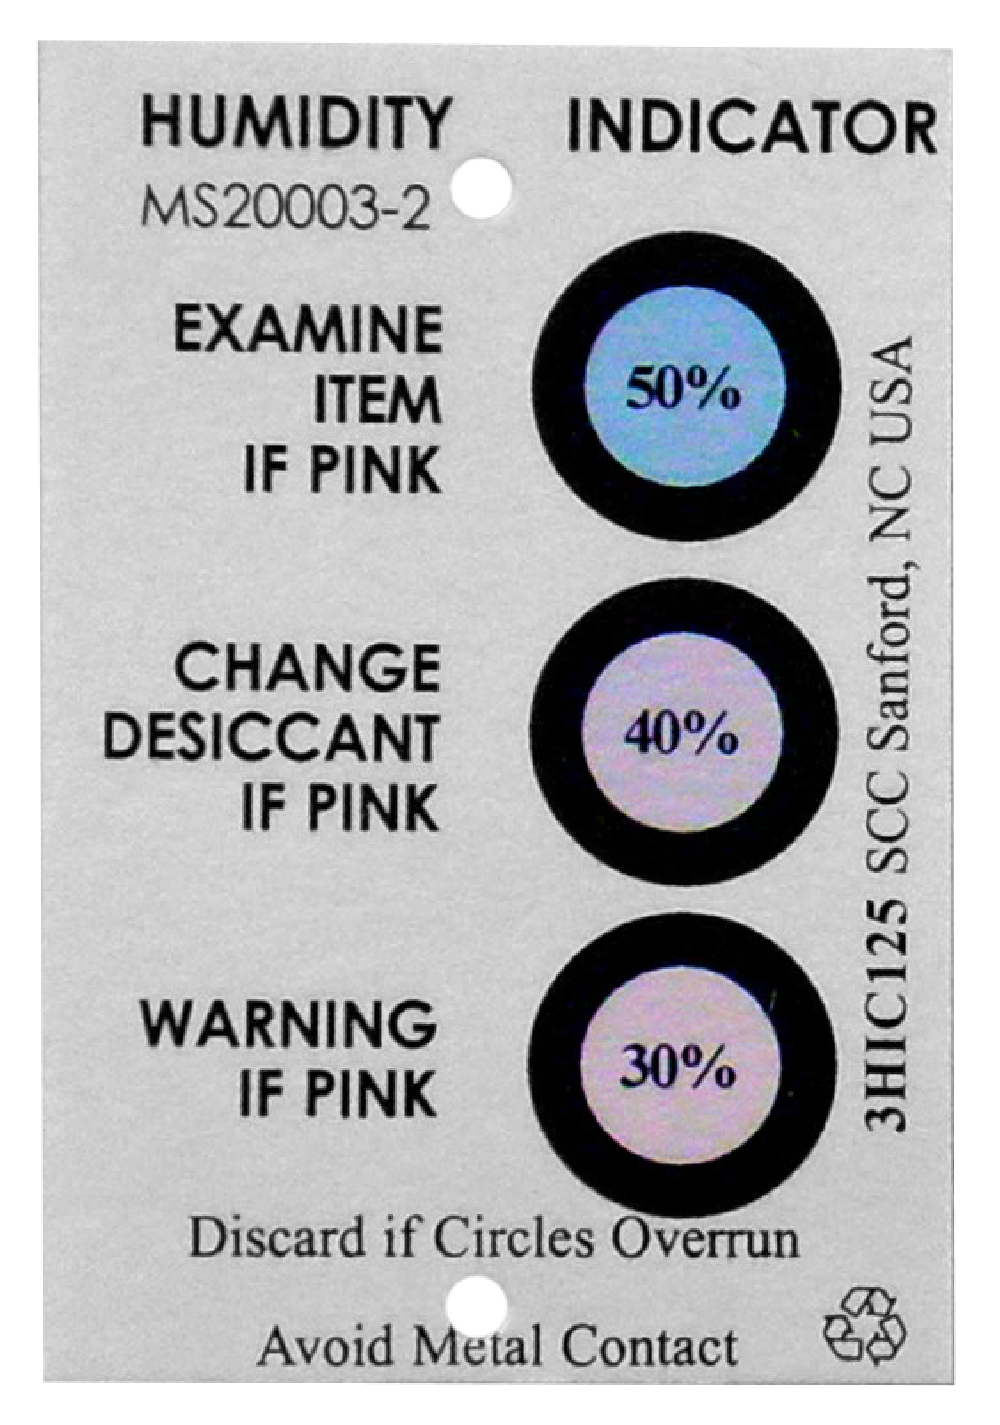 HUMIDITY INDICATOR
MS20003-2
EXAMINE
ITEM
IF PINK
50%
CHANGE
DESICCANT
IF PINK
40%
WARNING
IF PINK
30%
3HIC125 SCC Sanford, NC USA
Discard if Circles Overrun
Avoid Metal Contact